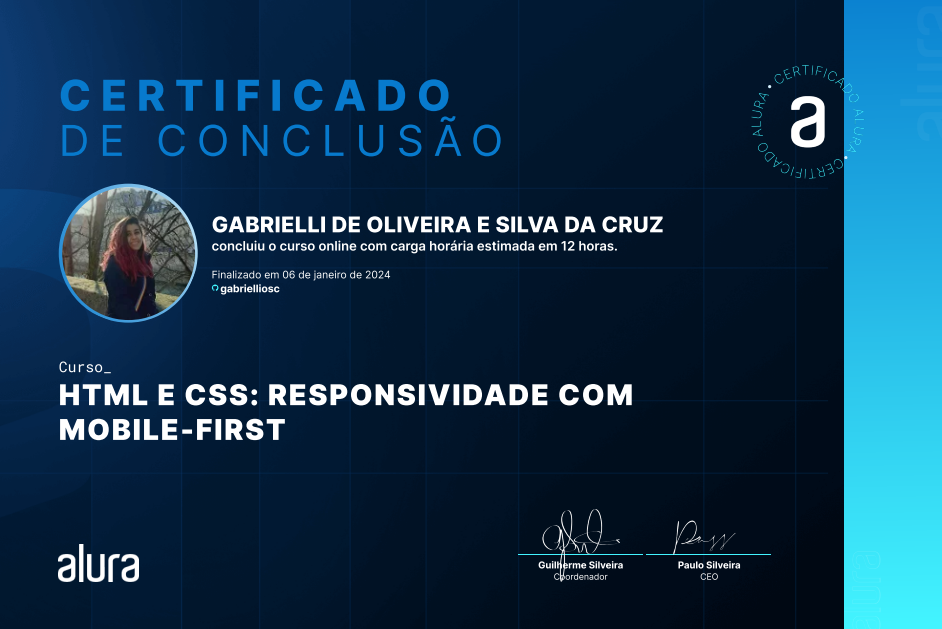 CERTIFICADO
DE CONCLUSÃO
CERTIFICADO ALURA • CERTIFICADO ALURA •
a
GABRIELLI DE OLIVEIRA E SILVA DA CRUZ
concluiu o curso online com carga horária estimada em 12 horas.
Finalizado em 06 de janeiro de 2024
gabrielliosc
Curso_
HTML E CSS: RESPONSIVIDADE COM
MOBILE-FIRST
alura
Guilherme Silveira
Coordenador
Paulo Silveira
CEO
alura
alura